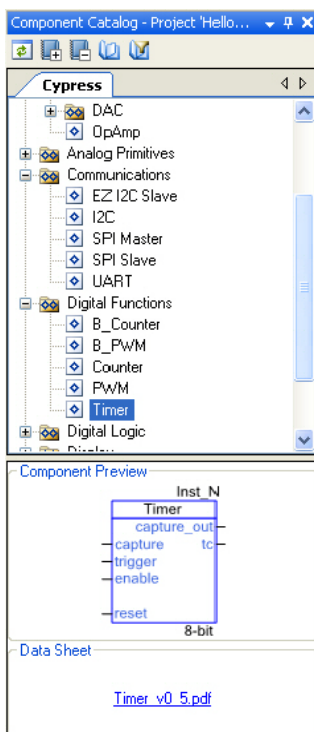 Component Catalog - Project 'Hello...
Cypress
DAC
OpAmp
Analog Primitives
Communications
EZ I2C Slave
I2C
SPI Master
SPI Slave
UART
Digital Functions
B_Counter
B_PWM
Counter
PWM
Timer
Digital Logic
Display
Component Preview
Inst_N
Timer
capture_out
capture tc
trigger
enable
reset
8-bit
Data Sheet
Timer_v0_5.pdf